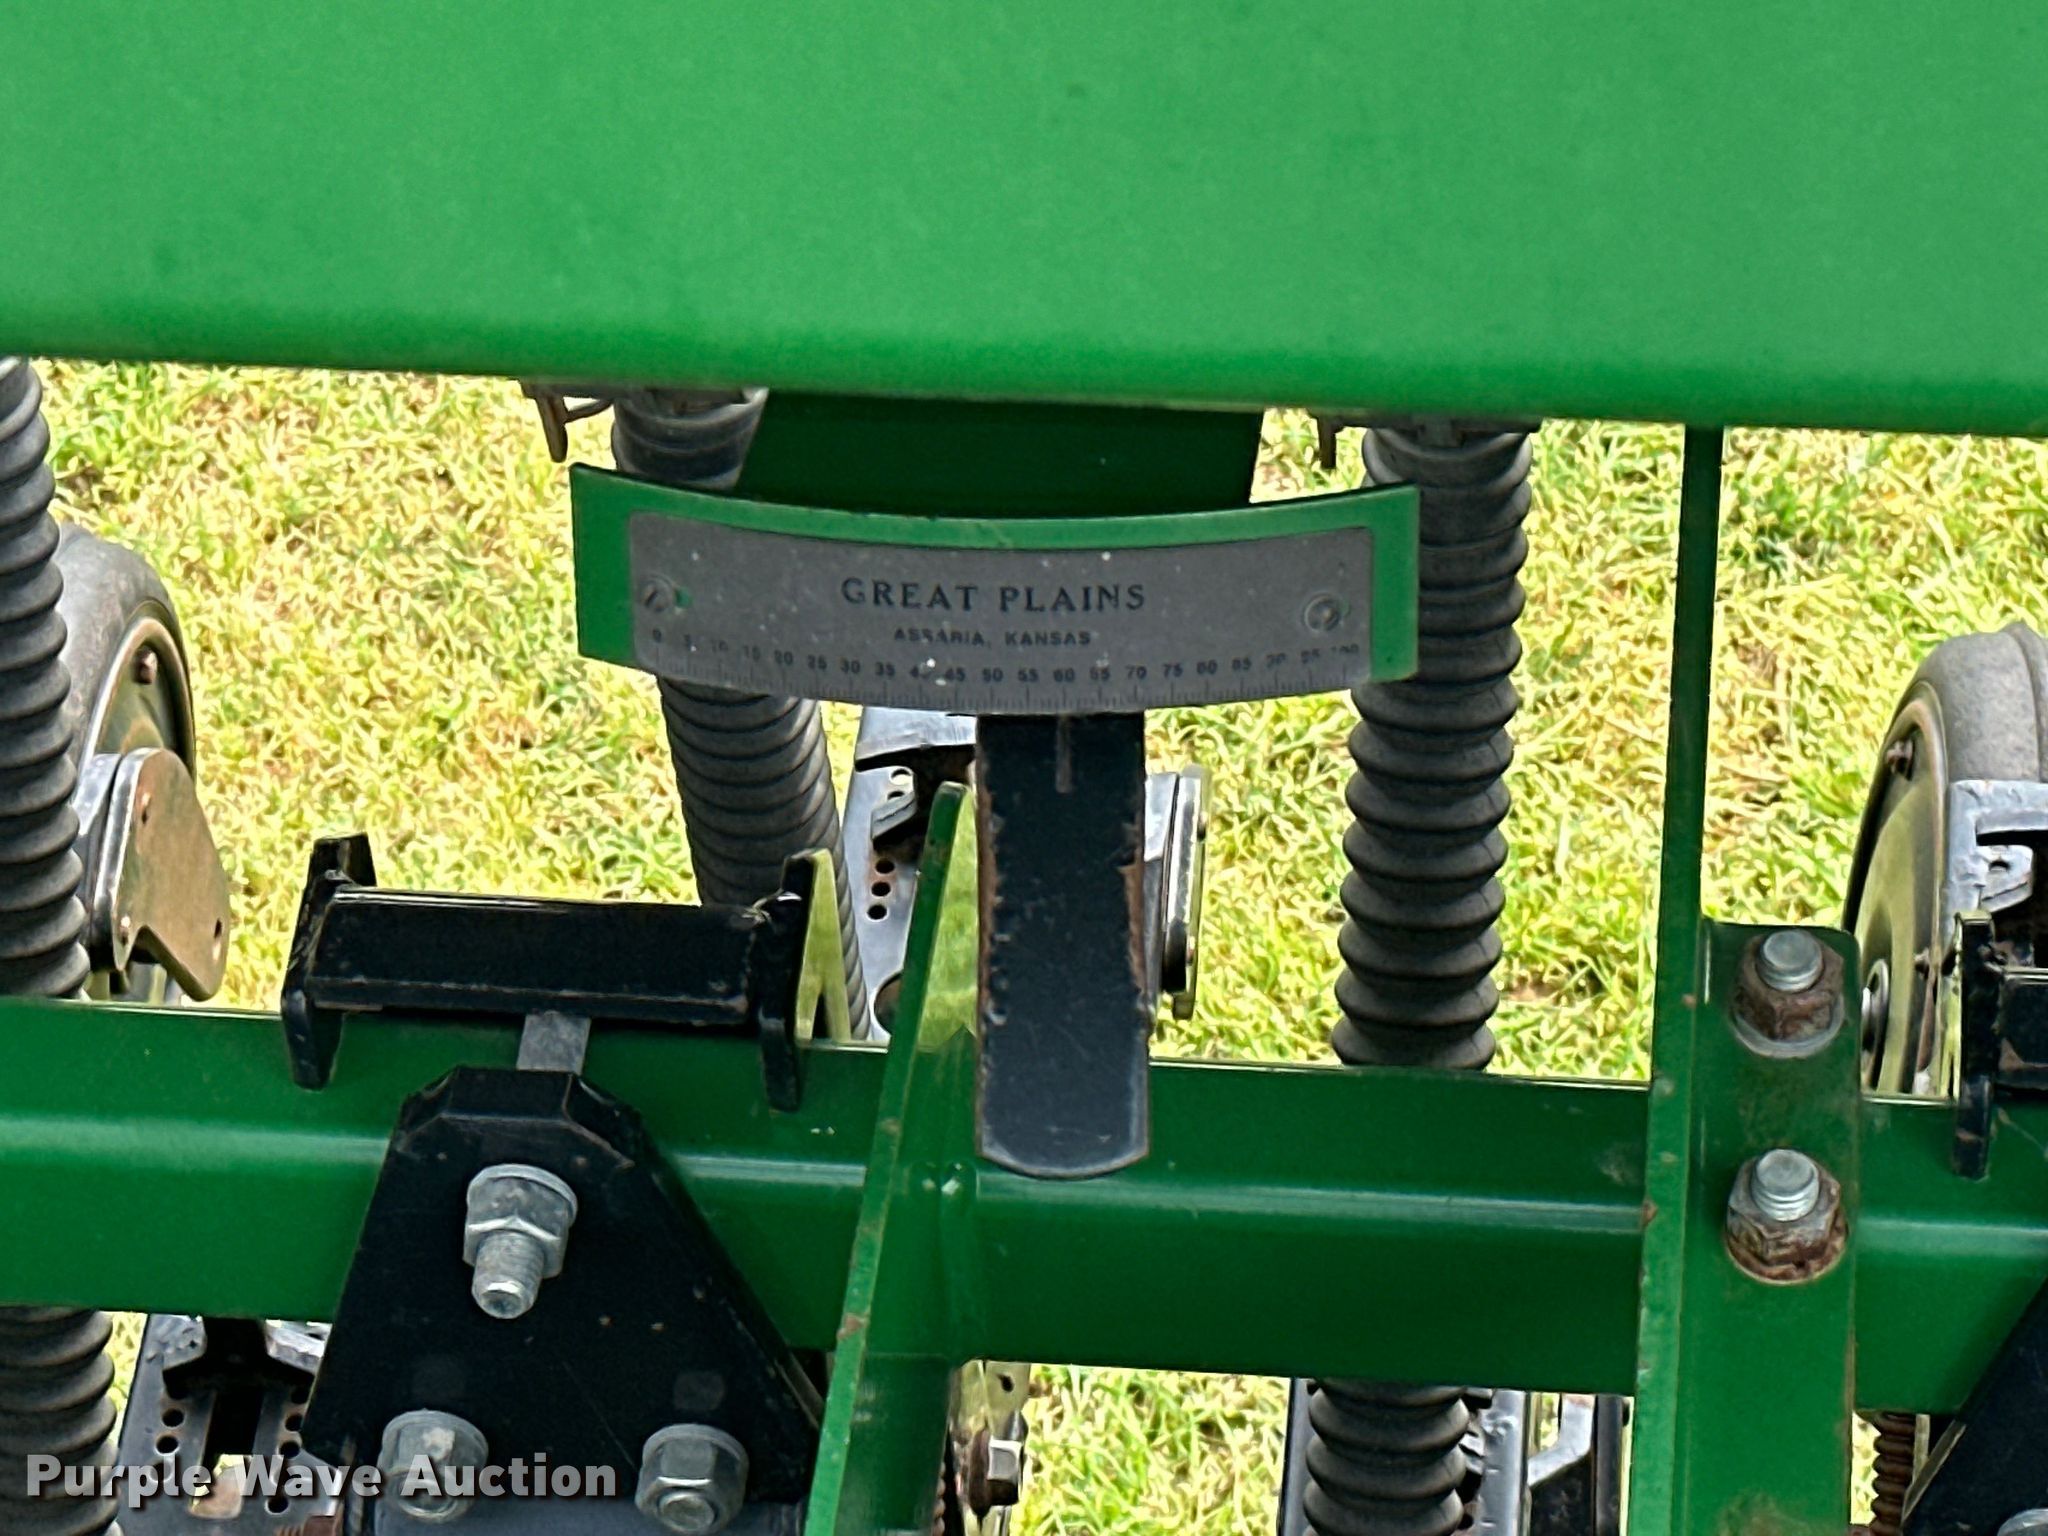 GREAT PLAINS
ASSARIA, KANSAS
0 5 10 15 20 25 30 35 40 45 50 55 60 65 70 75 80 85 90 95 100
Purple Wave Auction